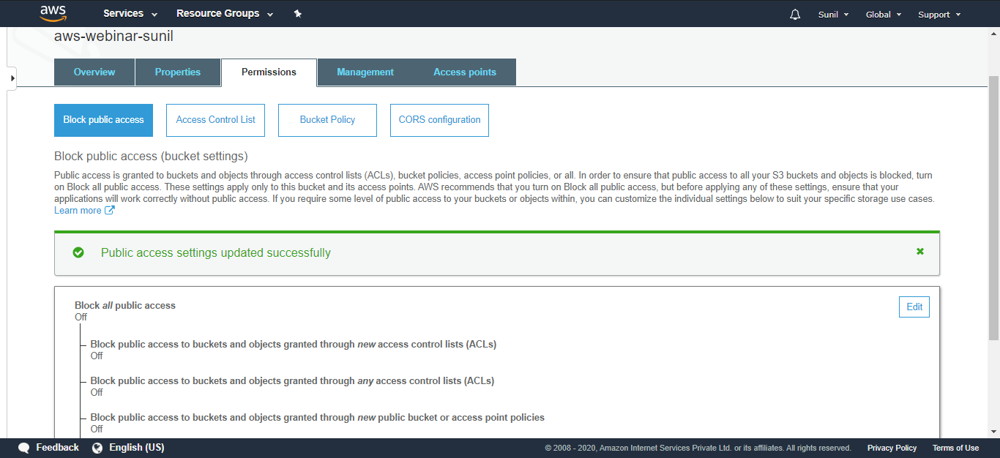 aws Services Resource Groups Sunil Global Support
aws-webinar-sunil
Overview Properties Permissions Management Access points
Block public access Access Control List Bucket Policy CORS configuration
Block public access (bucket settings)
Public access is granted to buckets and objects through access control lists (ACLs), bucket policies, access point policies, or all. In order to ensure that public access to all your S3 buckets and objects is blocked, turn
on Block all public access. These settings apply only to this bucket and its access points. AWS recommends that you turn on Block all public access, but before applying any of these settings, ensure that your
applications will work correctly without public access. If you require some level of public access to your buckets or objects within, you can customize the individual settings below to suit your specific storage use cases.
Learn more
Public access settings updated successfully
Block all public access
Edit
Off
Block public access to buckets and objects granted through new access control lists (ACLs)
Off
Block public access to buckets and objects granted through any access control lists (ACLs)
Off
Block public access to buckets and objects granted through new public bucket or access point policies
Off
Feedback English (US) © 2008 - 2020, Amazon Internet Services Private Ltd. or its affiliates. All rights reserved. Privacy Policy Terms of Use